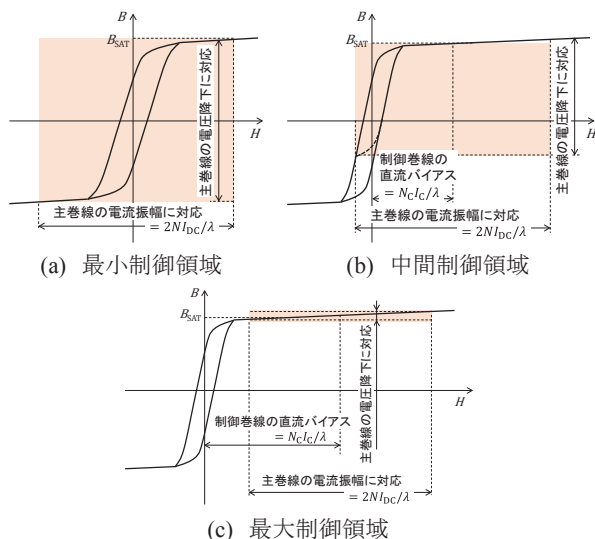 B
B_SAT
H
主巻線の電圧降下に対応
主巻線の電流振幅に対応
= 2NI_DC/λ
(a) 最小制御領域
B
B_SAT
H
主巻線の電圧降下に対応
制御巻線の
直流バイアス
= N_C I_C/λ
主巻線の電流振幅に対応
= 2NI_DC/λ
(b) 中間制御領域
B
B_SAT
H
主巻線の電圧降下に対応
制御巻線の直流バイアス
= N_C I_C/λ
主巻線の電流振幅に対応
= 2NI_DC/λ
(c) 最大制御領域